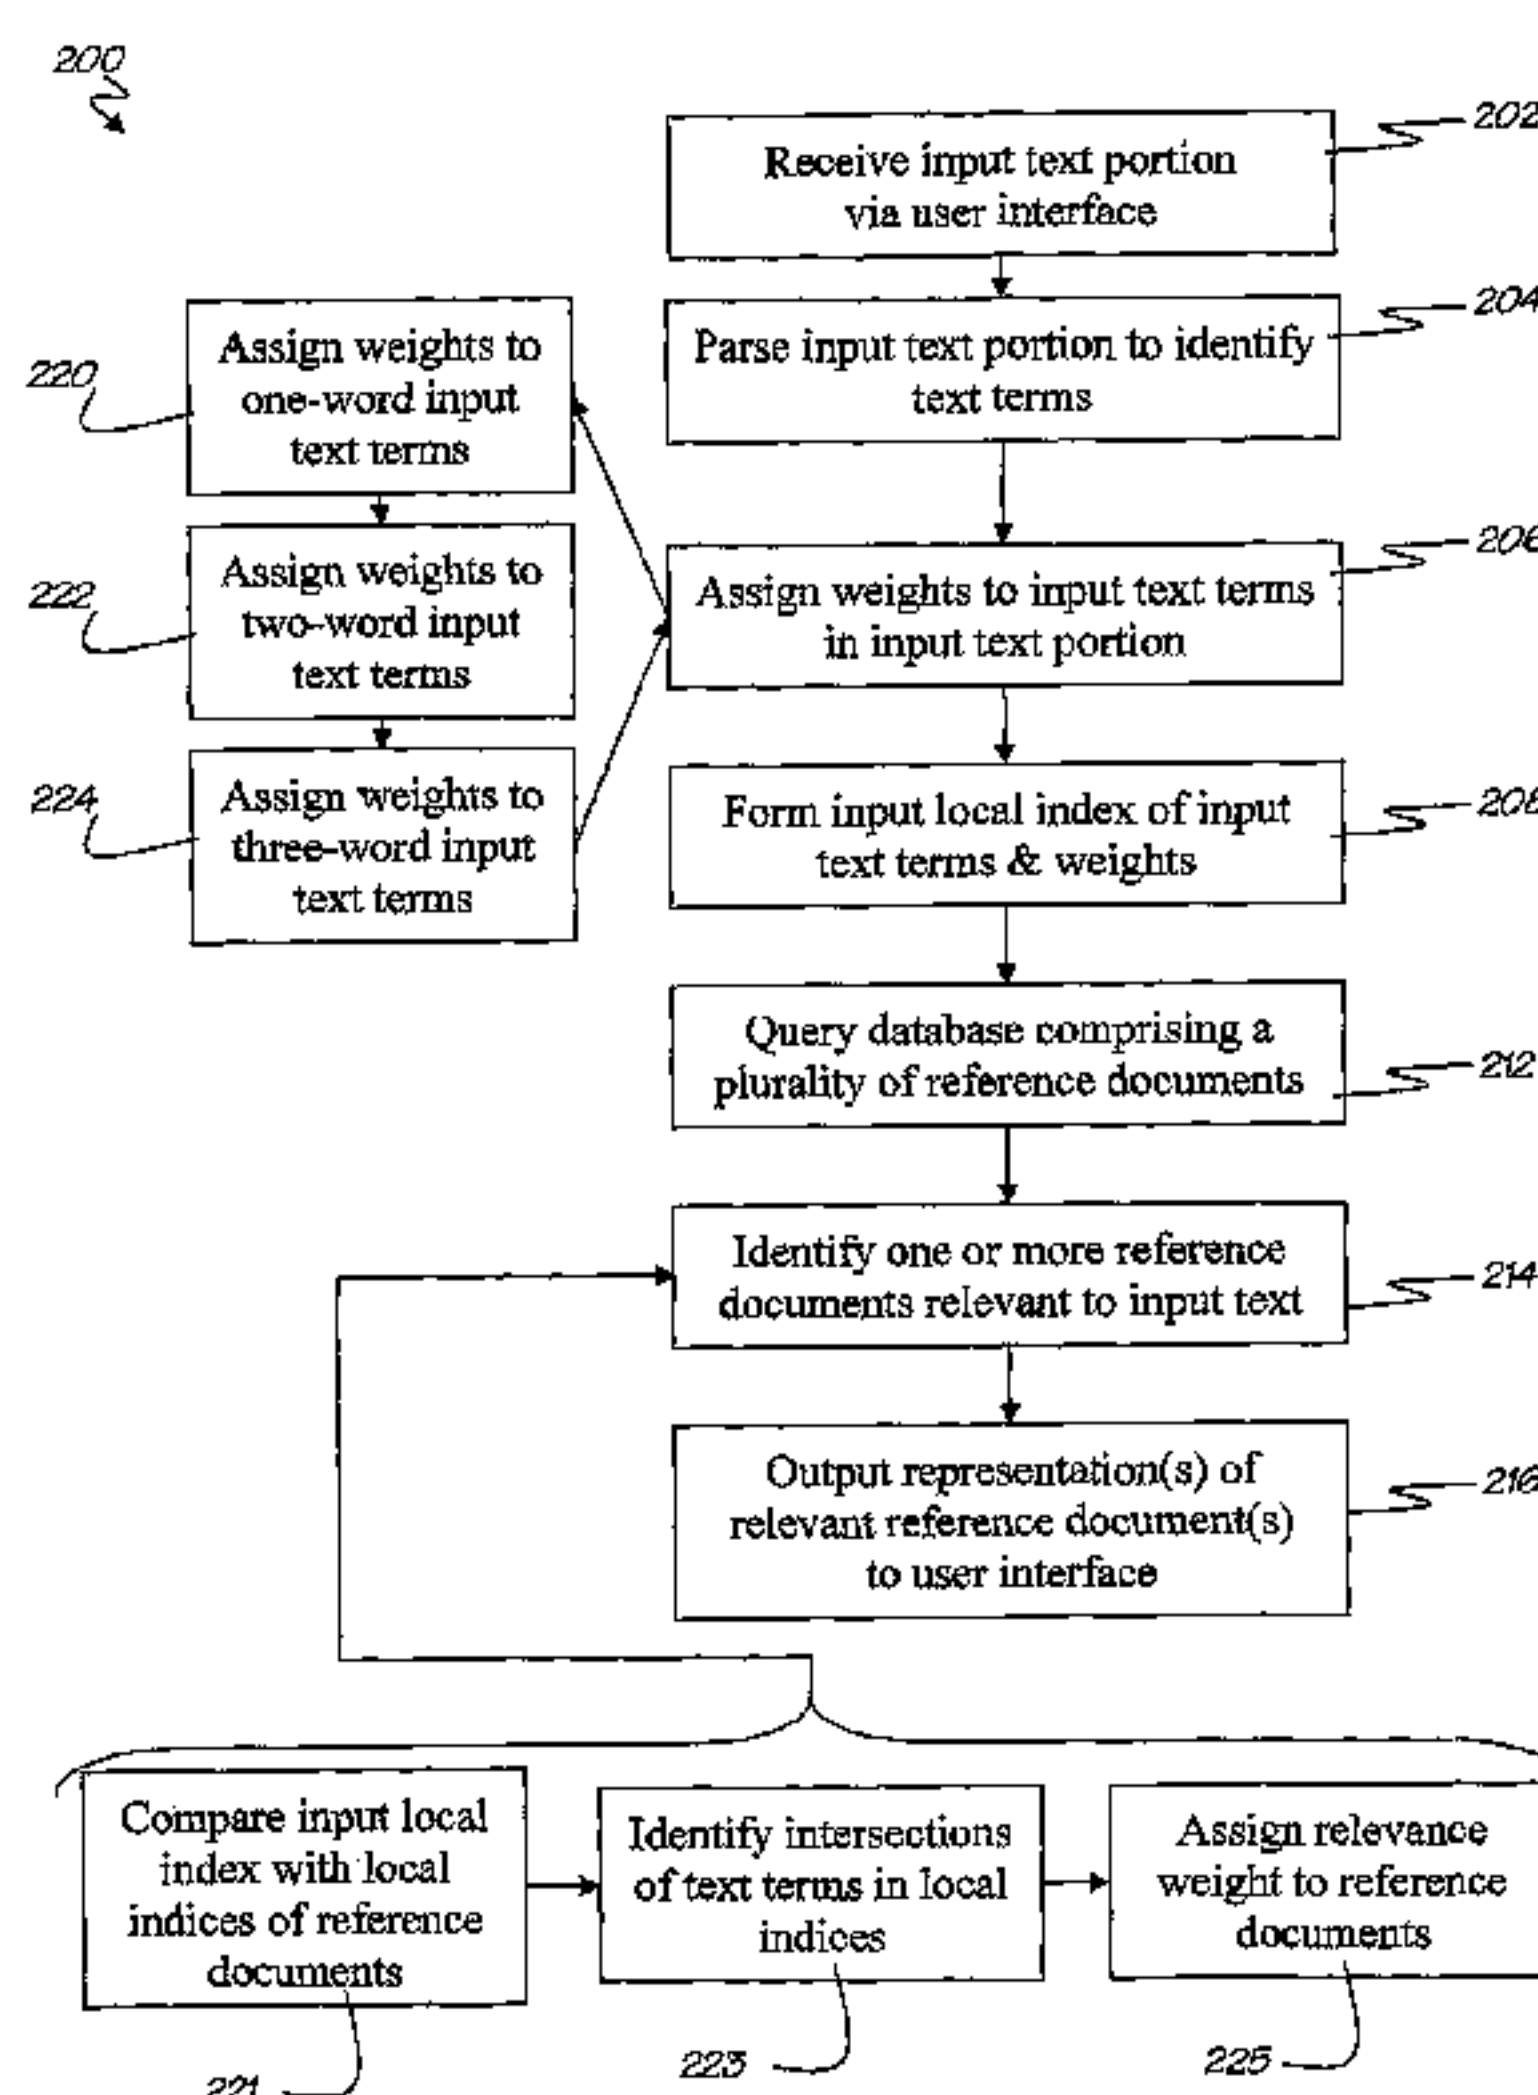 200
Receive input text portion
via user interface
202
Parse input text portion to identify
text terms
204
Assign weights to
one-word input
text terms
220
Assign weights to
two-word input
text terms
222
Assign weights to
three-word input
text terms
224
Assign weights to input text terms
in input text portion
206
Form input local index of input
text terms & weights
208
Query database comprising a
plurality of reference documents
212
Identify one or more reference
documents relevant to input text
214
Output representation(s) of
relevant reference document(s)
to user interface
216
Compare input local
index with local
indices of reference
documents
221
Identify intersections
of text terms in local
indices
223
Assign relevance
weight to reference
documents
225